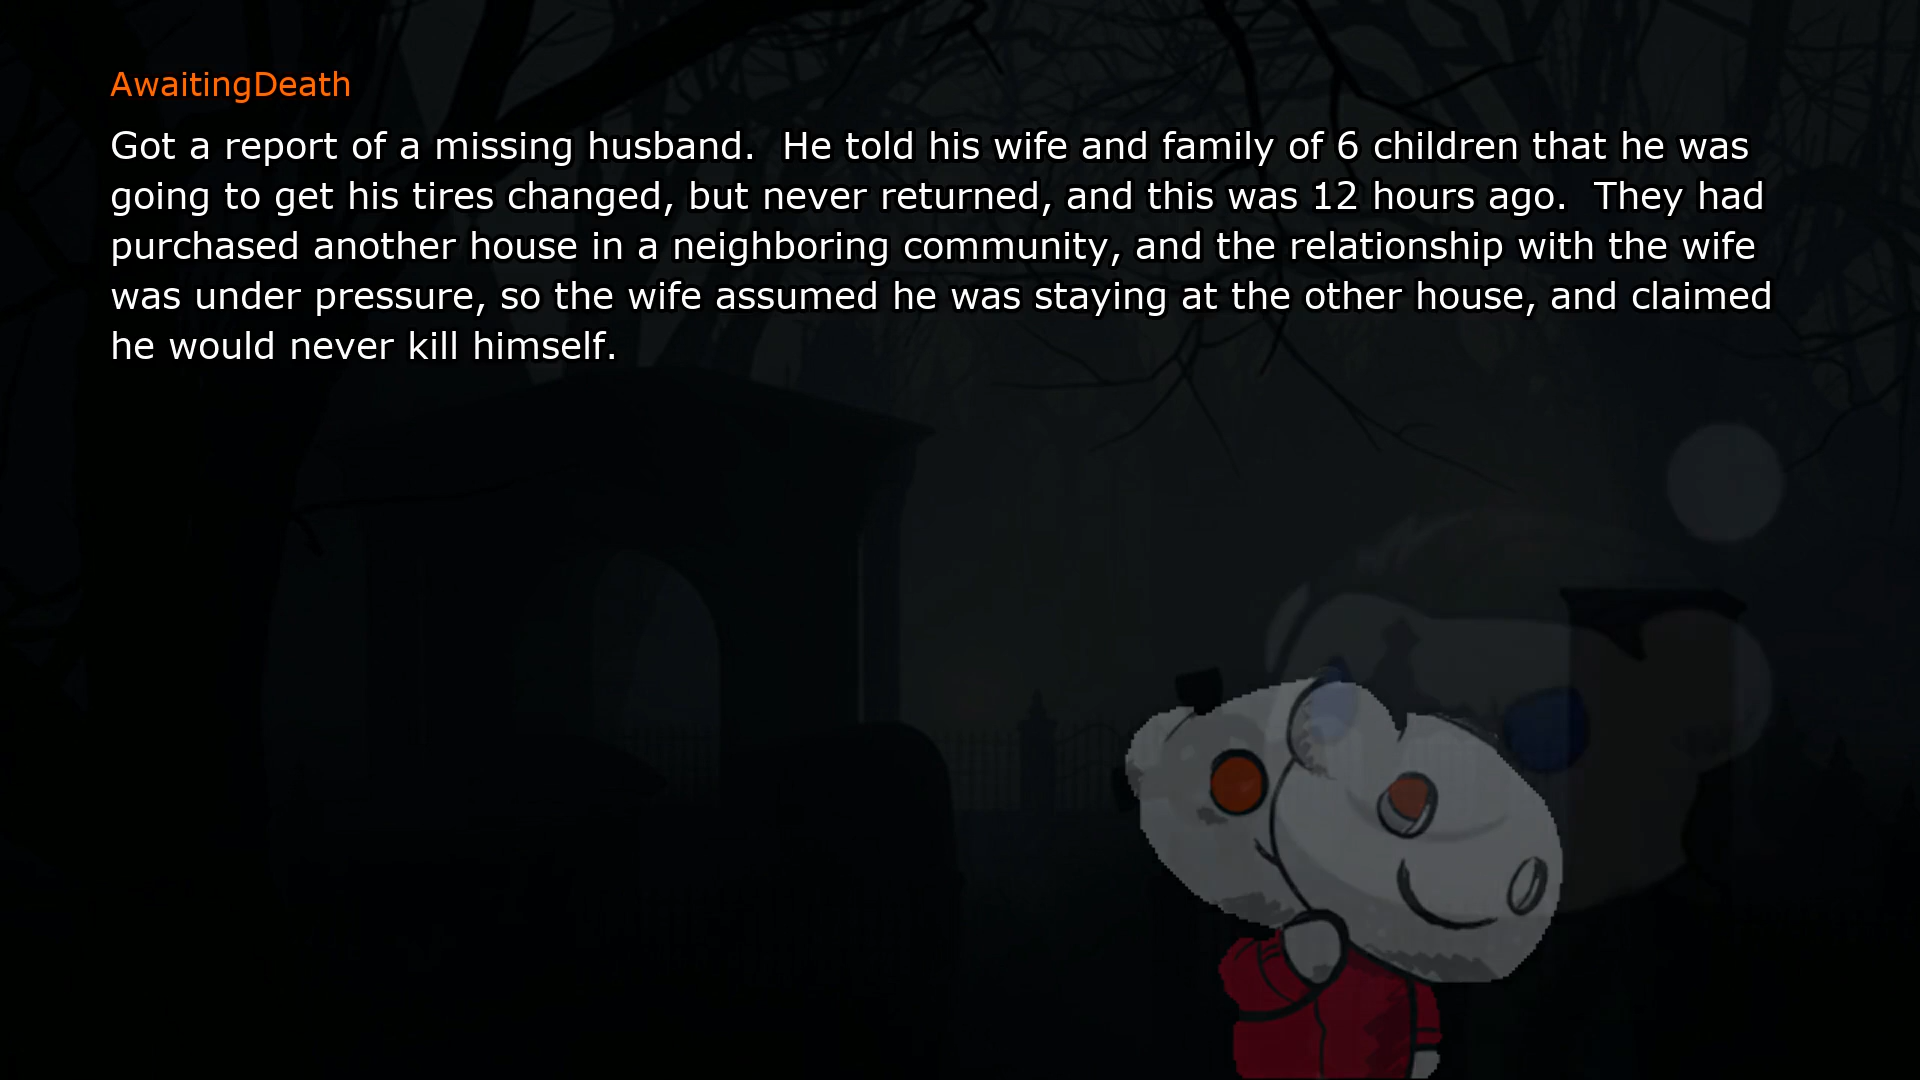 AwaitingDeath
Got a report of a missing husband.  He told his wife and family of 6 children that he was
going to get his tires changed, but never returned, and this was 12 hours ago.  They had
purchased another house in a neighboring community, and the relationship with the wife
was under pressure, so the wife assumed he was staying at the other house, and claimed
he would never kill himself.